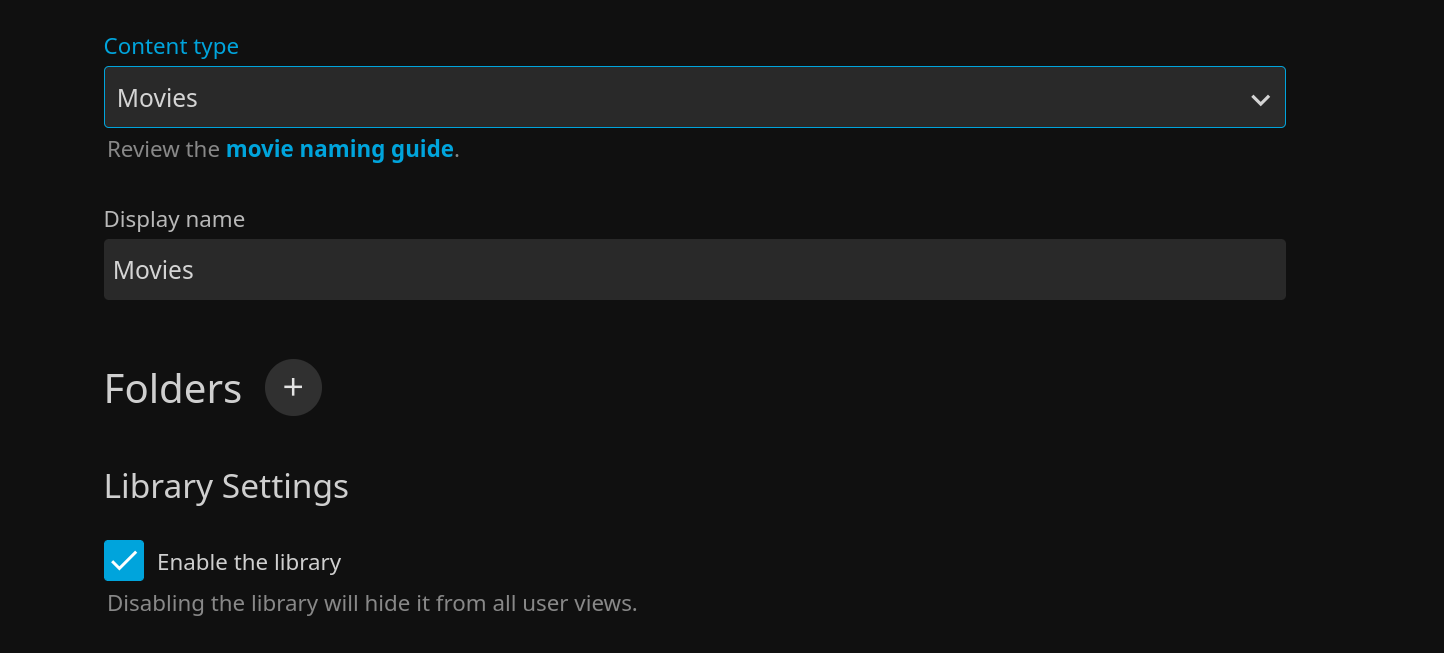 Content type
Movies
Review the movie naming guide.
Display name
Movies
Folders +
Library Settings
Enable the library
Disabling the library will hide it from all user views.